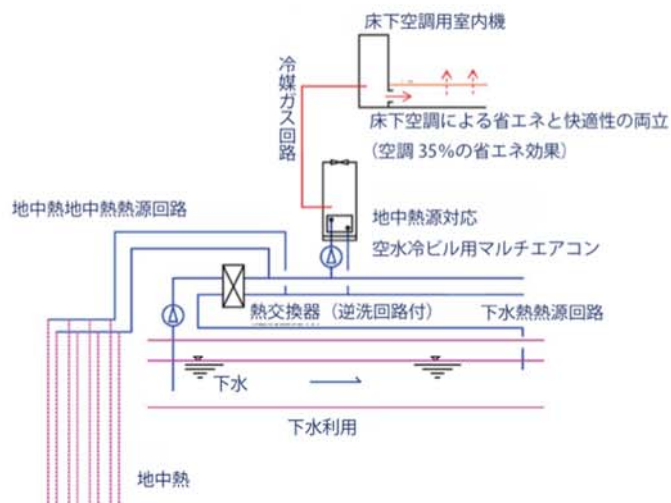 床下空調用室内機
冷媒ガス回路
床下空調による省エネと快適性の両立
(空調 35%の省エネ効果)
地中熱地中熱熱源回路
地中熱源対応
空水冷ビル用マルチエアコン
熱交換器(逆洗回路付)
下水熱熱源回路
下水
下水利用
地中熱